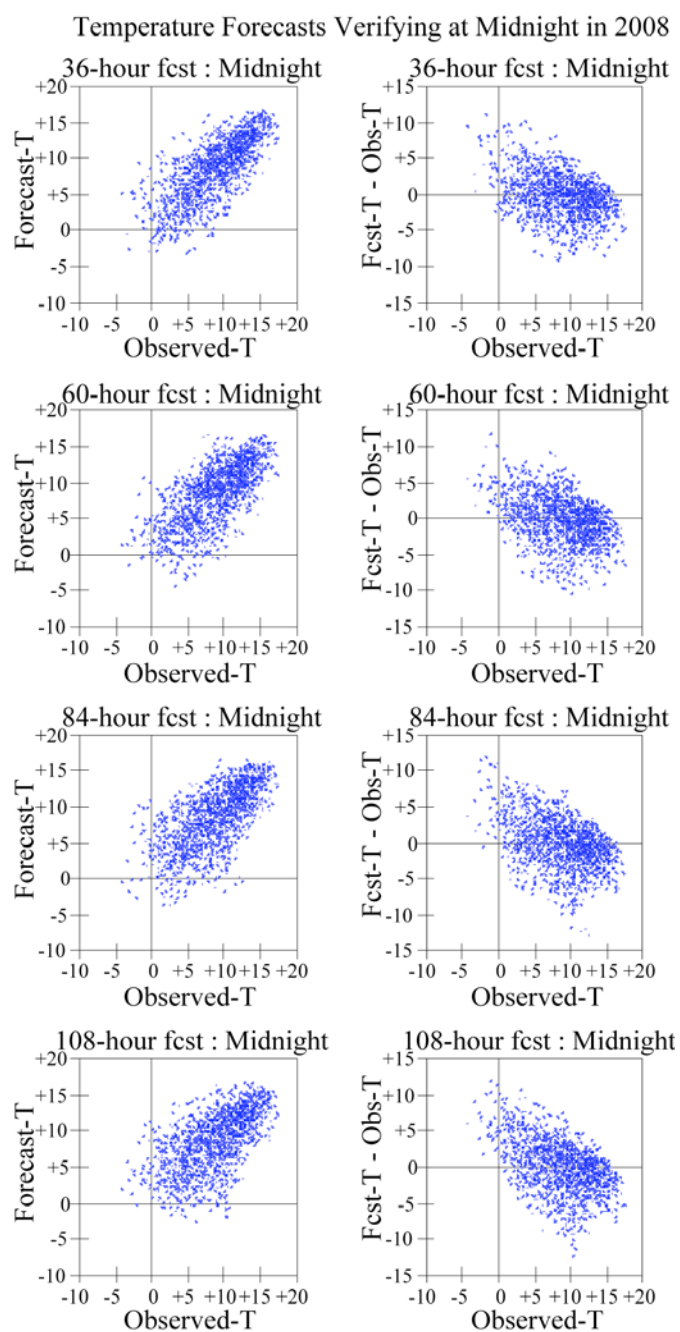 Temperature Forecasts Verifying at Midnight in 2008
36-hour fcst : Midnight
+20
+10
+5
0
-5
-10
-10 -5 0 +5 +10 +15 +20
Forecast-T
Observed-T
36-hour fcst : Midnight
+15
+10
+5
0
-5
-10
-15
-10 -5 0 +5 +10 +15 +20
Fcst-T - Obs-T
Observed-T
60-hour fcst : Midnight
+20
+15
+10
+5
0
-5
-10
-10 -5 0 +5 +10 +15 +20
Forecast-T
Observed-T
60-hour fcst : Midnight
+15
+10
+5
0
-5
-10
-15
-10 -5 0 +5 +10 +15 +20
Fcst-T - Obs-T
Observed-T
84-hour fcst : Midnight
+20
+15
+10
+5
0
-5
-10
-10 -5 0 +5 +10 +15 +20
Forecast-T
Observed-T
84-hour fcst : Midnight
+15
+10
+5
0
-5
-10
-15
-10 -5 0 +5 +10 +15 +20
Fcst-T - Obs-T
Observed-T
108-hour fcst : Midnight
+20
+15
+10
+5
0
-5
-10
-10 -5 0 +5 +10 +15 +20
Forecast-T
Observed-T
108-hour fcst : Midnight
+15
+10
+5
0
-5
-10
-15
-10 -5 0 +5 +10 +15 +20
Fcst-T - Obs-T
Observed-T